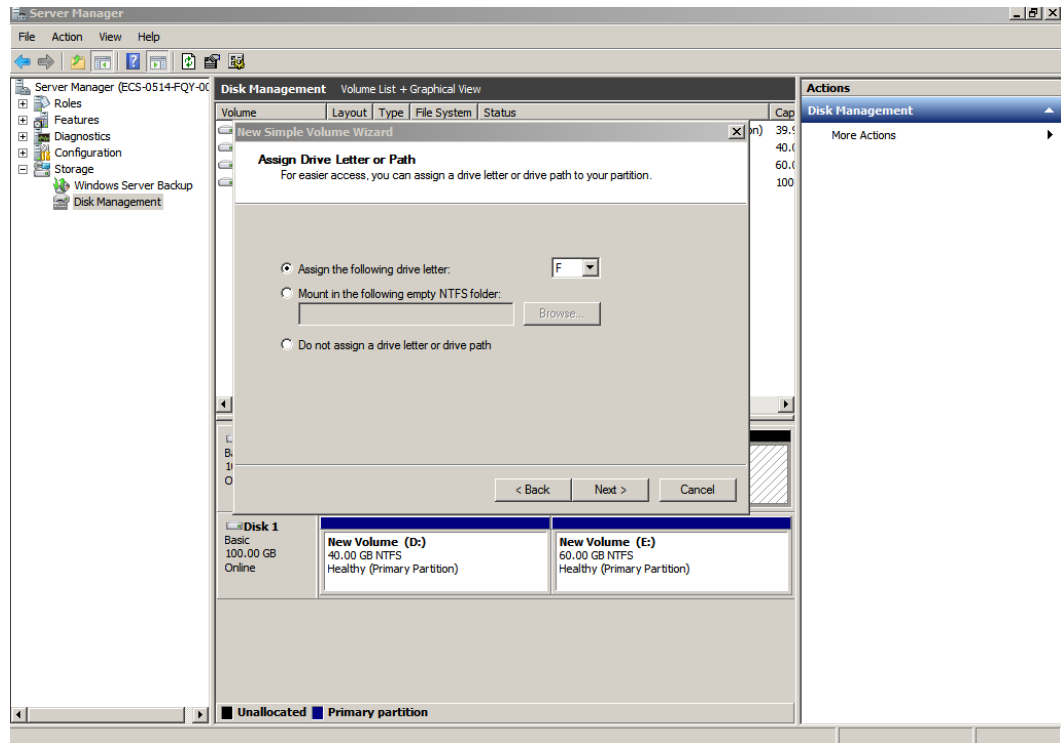 Server Manager
File Action View Help
Server Manager (ECS-0514-FQY-00
Roles
Features
Diagnostics
Configuration
Storage
Windows Server Backup
Disk Management
Disk Management Volume List + Graphical View
Volume Layout Type File System Status Cap
on) 39.9
40.0
60.0
100
New Simple Volume Wizard
Assign Drive Letter or Path
For easier access, you can assign a drive letter or drive path to your partition.
Assign the following drive letter: F
Mount in the following empty NTFS folder:
Browse...
Do not assign a drive letter or drive path
< Back Next > Cancel
Disk 1
Basic
100.00 GB
Online
New Volume (D:)
40.00 GB NTFS
Healthy (Primary Partition)
New Volume (E:)
60.00 GB NTFS
Healthy (Primary Partition)
Unallocated Primary partition
Actions
Disk Management
More Actions